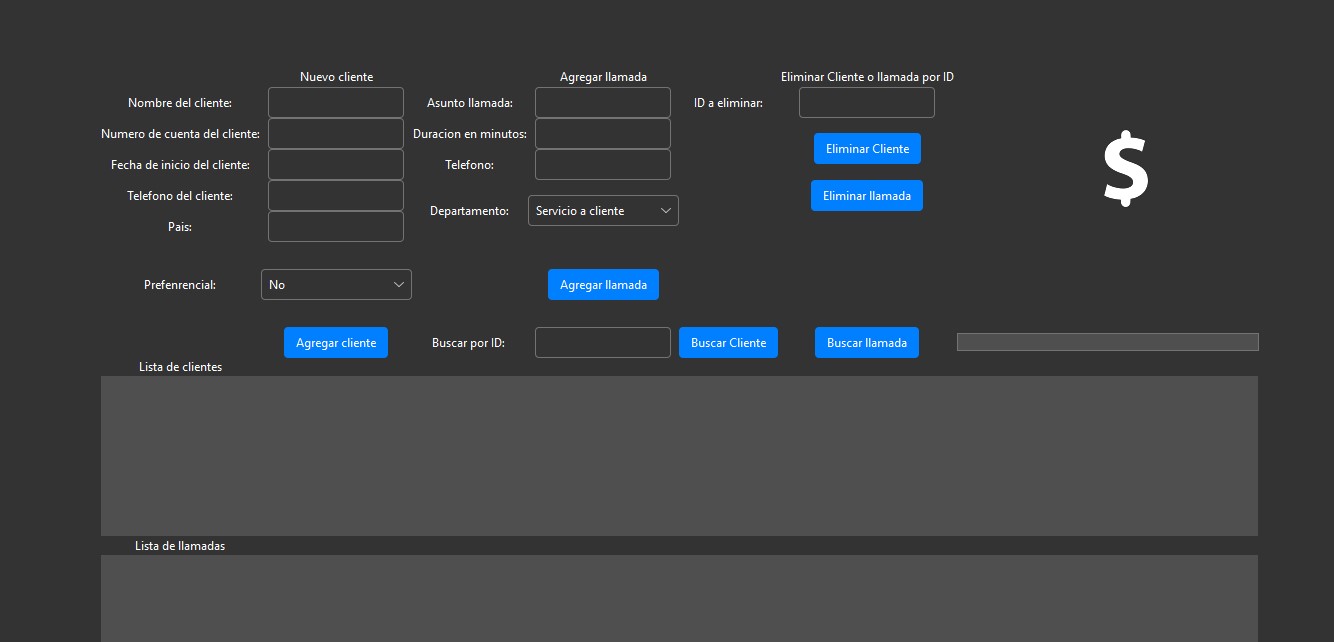 Nuevo cliente
Agregar llamada
Eliminar Cliente o llamada por ID
Nombre del cliente:
Asunto llamada:
ID a eliminar:
Numero de cuenta del cliente:
Duracion en minutos:
Eliminar Cliente
Fecha de inicio del cliente:
Telefono:
$
Telefono del cliente:
Eliminar llamada
Departamento:
Servicio a cliente
Pais:
Prefenrencial:
No
Agregar llamada
Agregar cliente
Buscar por ID:
Buscar Cliente
Buscar llamada
Lista de clientes
Lista de llamadas